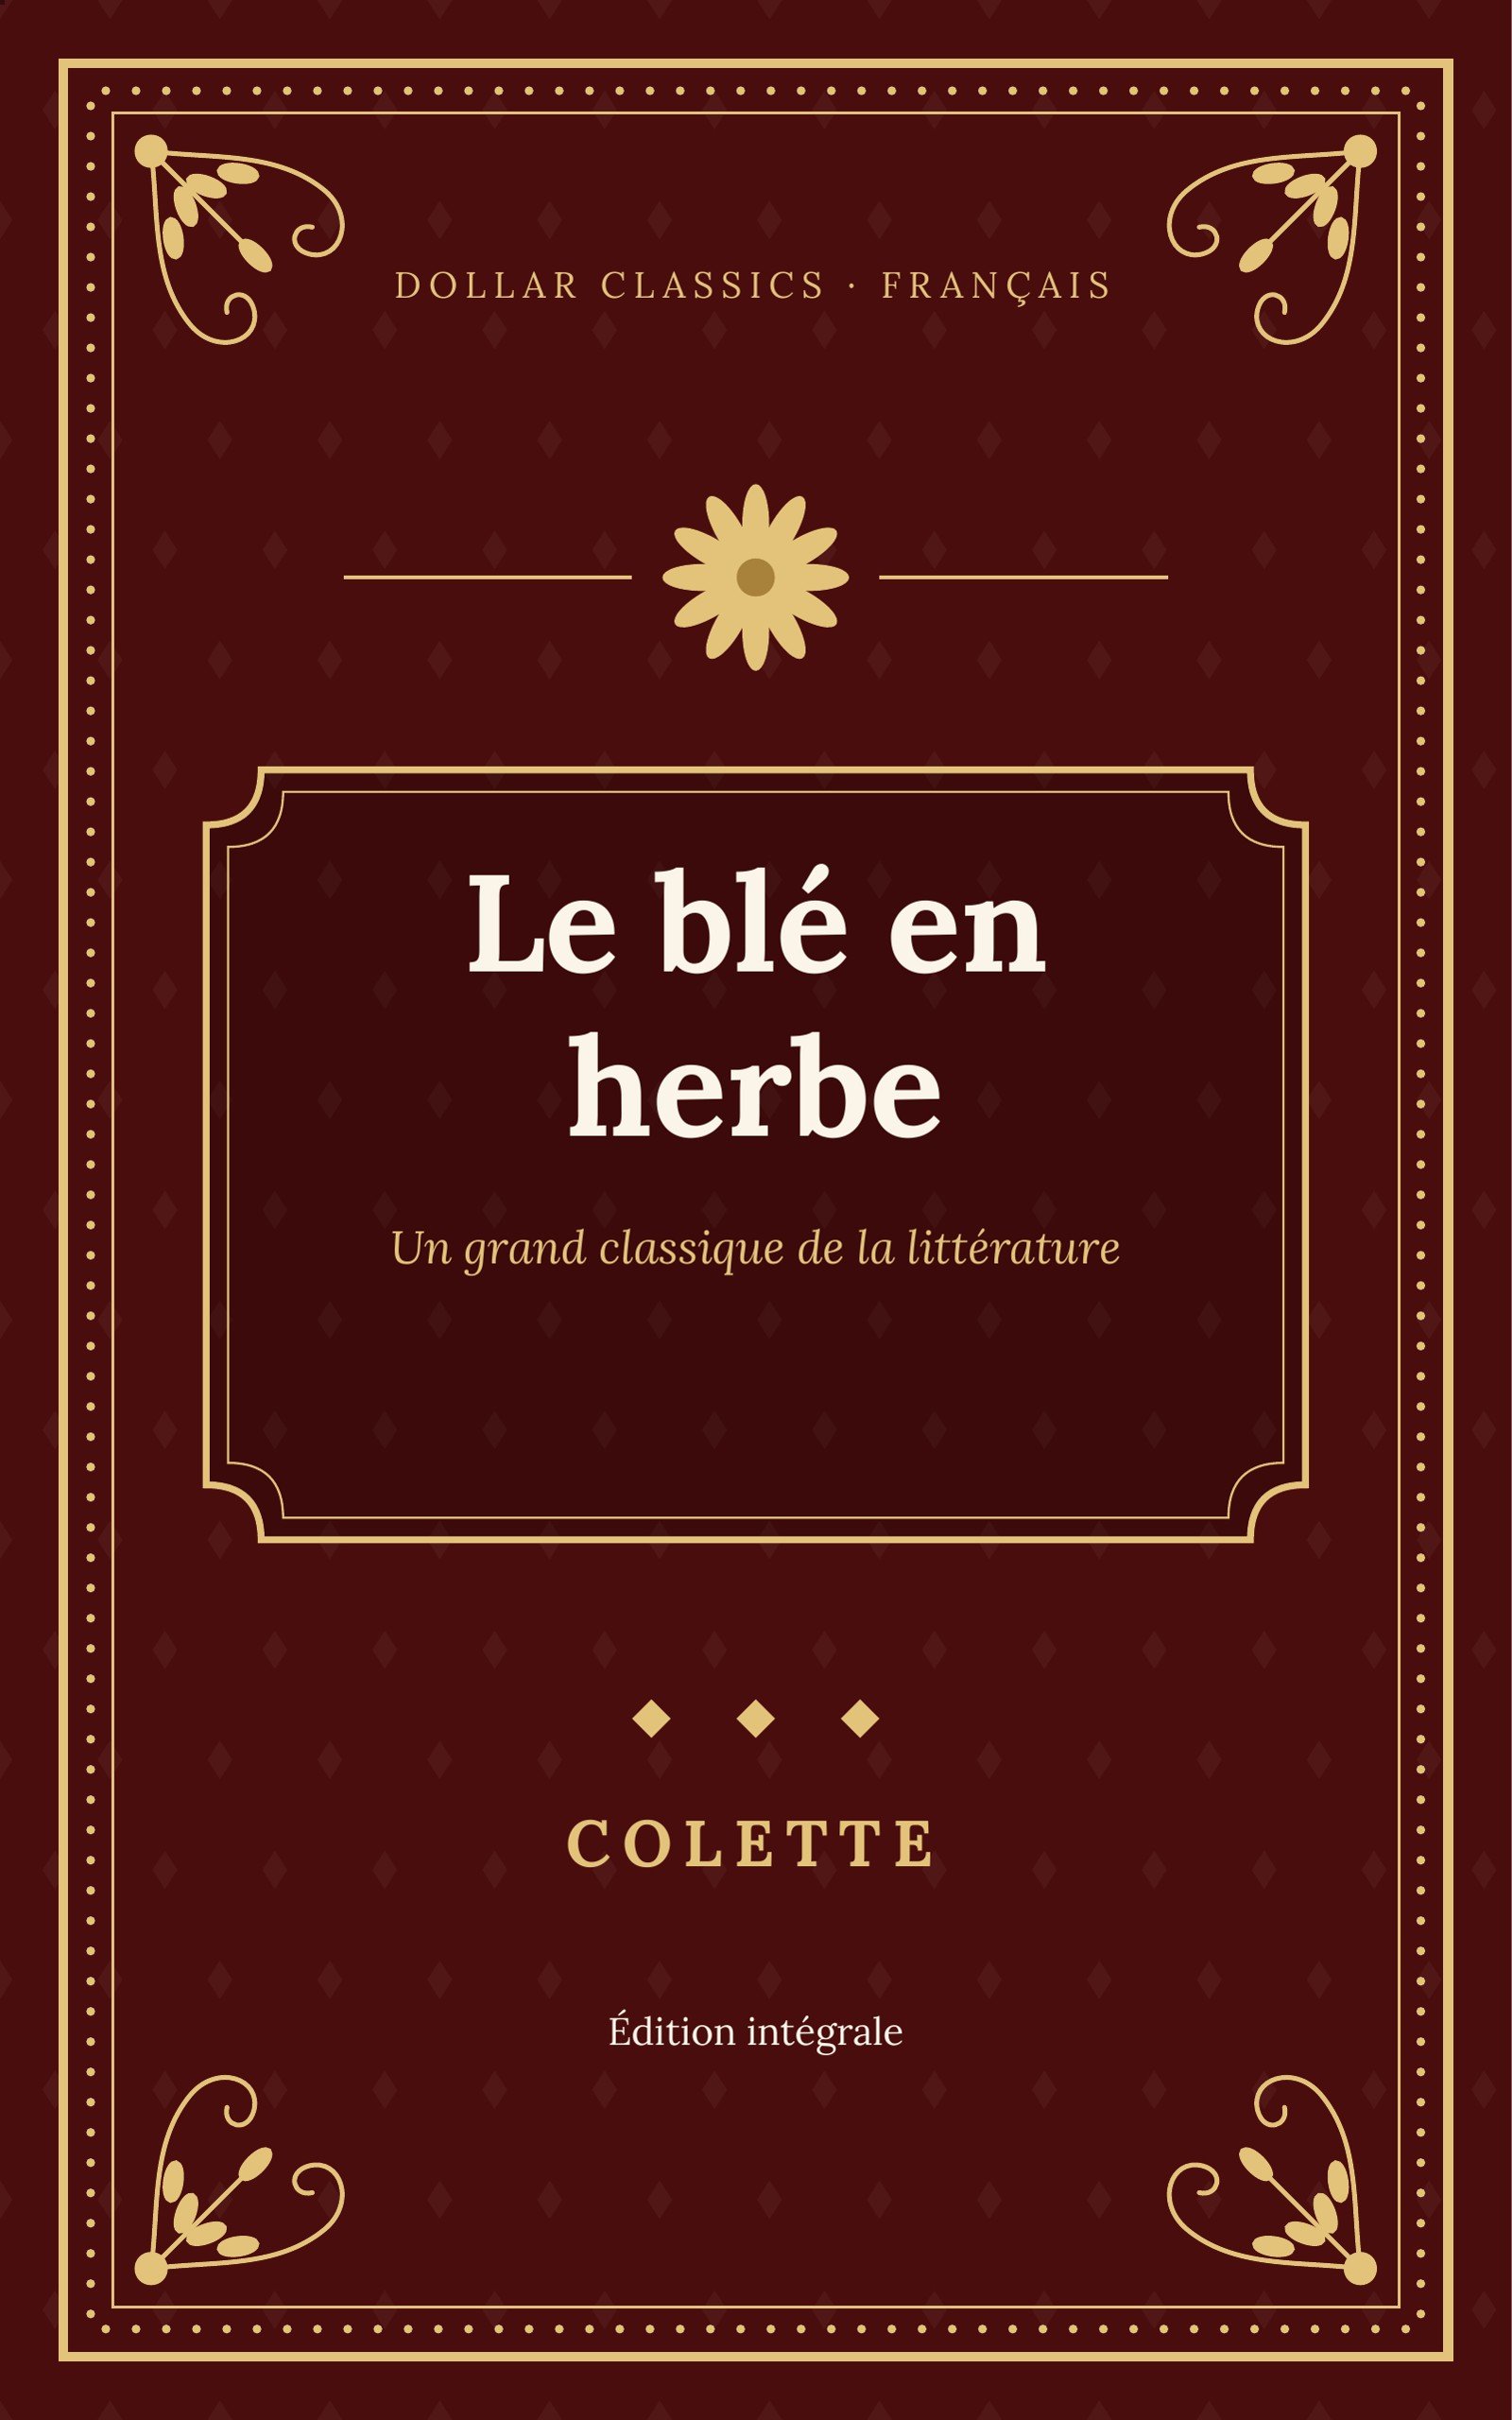 DOLLAR CLASSICS · FRANÇAIS
Le blé en
herbe
Un grand classique de la littérature
COLETTE
Édition intégrale